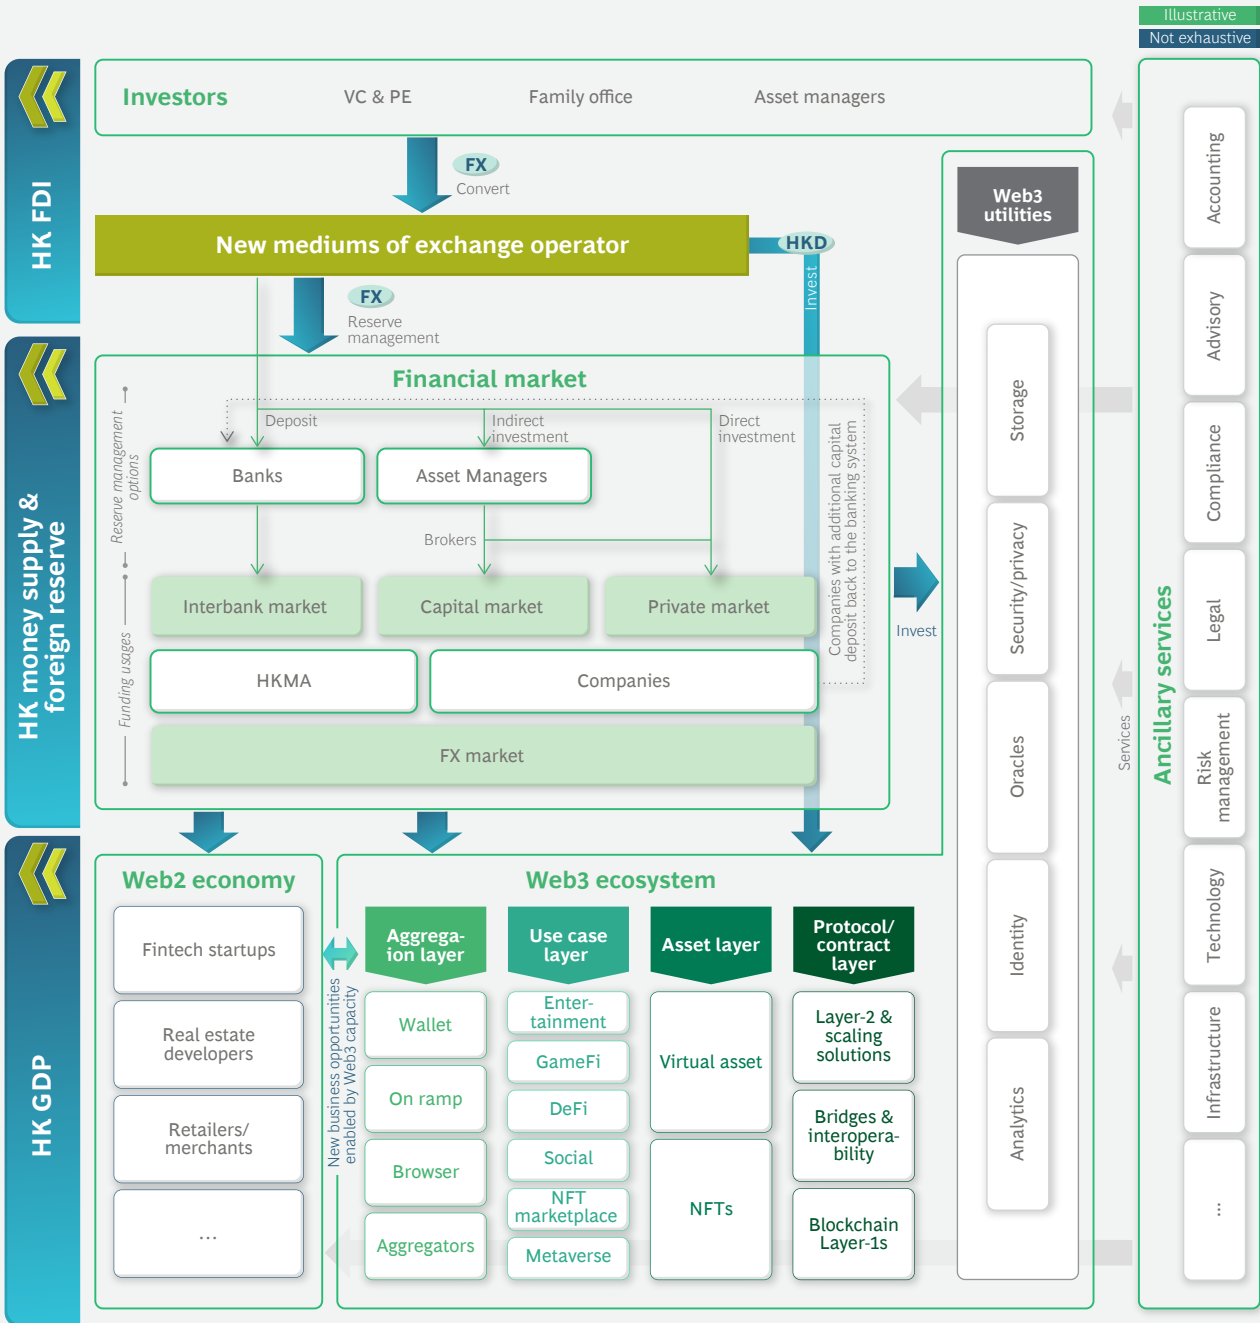 Illustrative
Not exhaustive
HK FDI
Investors
VC & PE
Family office
Asset managers
FX
Convert
New mediums of exchange operator
HKD
Invest
FX
Reserve
management
HK money supply &
foreign reserve
Financial market
Reserve management
options
Deposit
Indirect
investment
Direct
investment
Banks
Asset Managers
Brokers
Funding usages
Interbank market
Capital market
Private market
HKMA
Companies
FX market
Companies with additional capital
deposit back to the banking system
Invest
HK GDP
Web2 economy
Fintech startups
Real estate
developers
Retailers/
merchants
...
New business opportunities
enabled by Web3 capacity
Web3 ecosystem
Aggrega-
ion layer
Wallet
On ramp
Browser
Aggregators
Use case
layer
Enter-
tainment
GameFi
DeFi
Social
NFT
marketplace
Metaverse
Asset layer
Virtual asset
NFTs
Protocol/
contract
layer
Layer-2 &
scaling
solutions
Bridges &
interopera-
bility
Blockchain
Layer-1s
Web3
utilities
Storage
Security/privacy
Oracles
Identity
Analytics
Services
Ancillary services
Accounting
Advisory
Compliance
Legal
Risk
management
Technology
Infrastructure
...